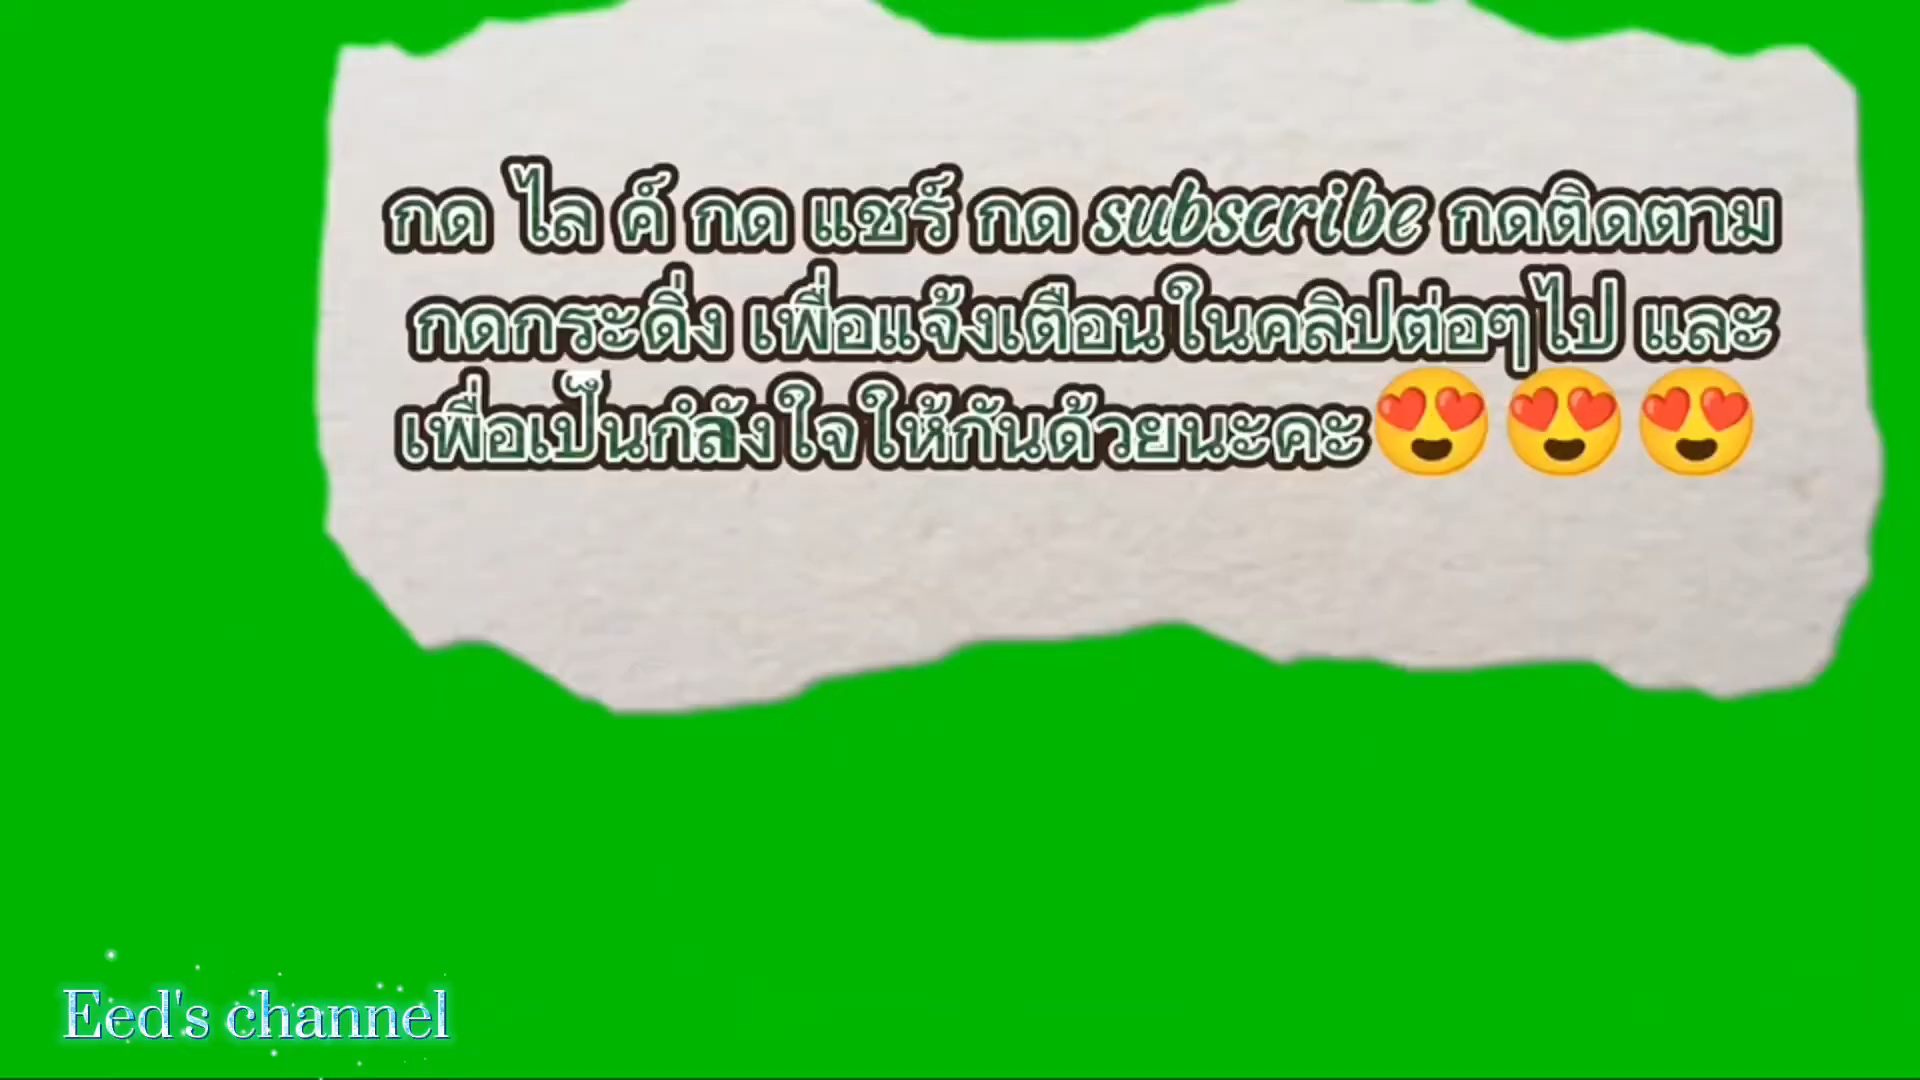 กด ไล ค์ กด แชร์ กด subscribe กดติดตาม
กดกระดิ่ง เพื่อแจ้งเตือนในคลิปต่อๆไป และ
เพื่อเป็นกำลังใจให้กันด้วยนะคะ😍😍😍
Eed's channel